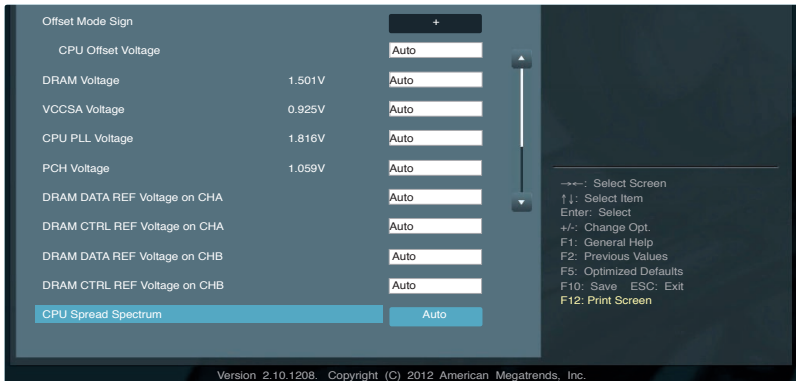 Offset Mode Sign +
CPU Offset Voltage Auto
DRAM Voltage 1.501V Auto
VCCSA Voltage 0.925V Auto
CPU PLL Voltage 1.816V Auto
PCH Voltage 1.059V Auto
DRAM DATA REF Voltage on CHA Auto
DRAM CTRL REF Voltage on CHA Auto
DRAM DATA REF Voltage on CHB Auto
DRAM CTRL REF Voltage on CHB Auto
CPU Spread Spectrum Auto
→←: Select Screen
↑↓: Select Item
Enter: Select
+/-: Change Opt.
F1: General Help
F2: Previous Values
F5: Optimized Defaults
F10: Save ESC: Exit
F12: Print Screen
Version 2.10.1208. Copyright (C) 2012 American Megatrends, Inc.